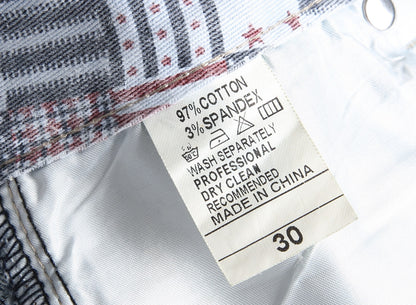 97% COTTON
3% SPANDEX
WASH SEPARATELY
PROFESSIONAL
DRY CLEAN
RECOMMENDED
MADE IN CHINA
30